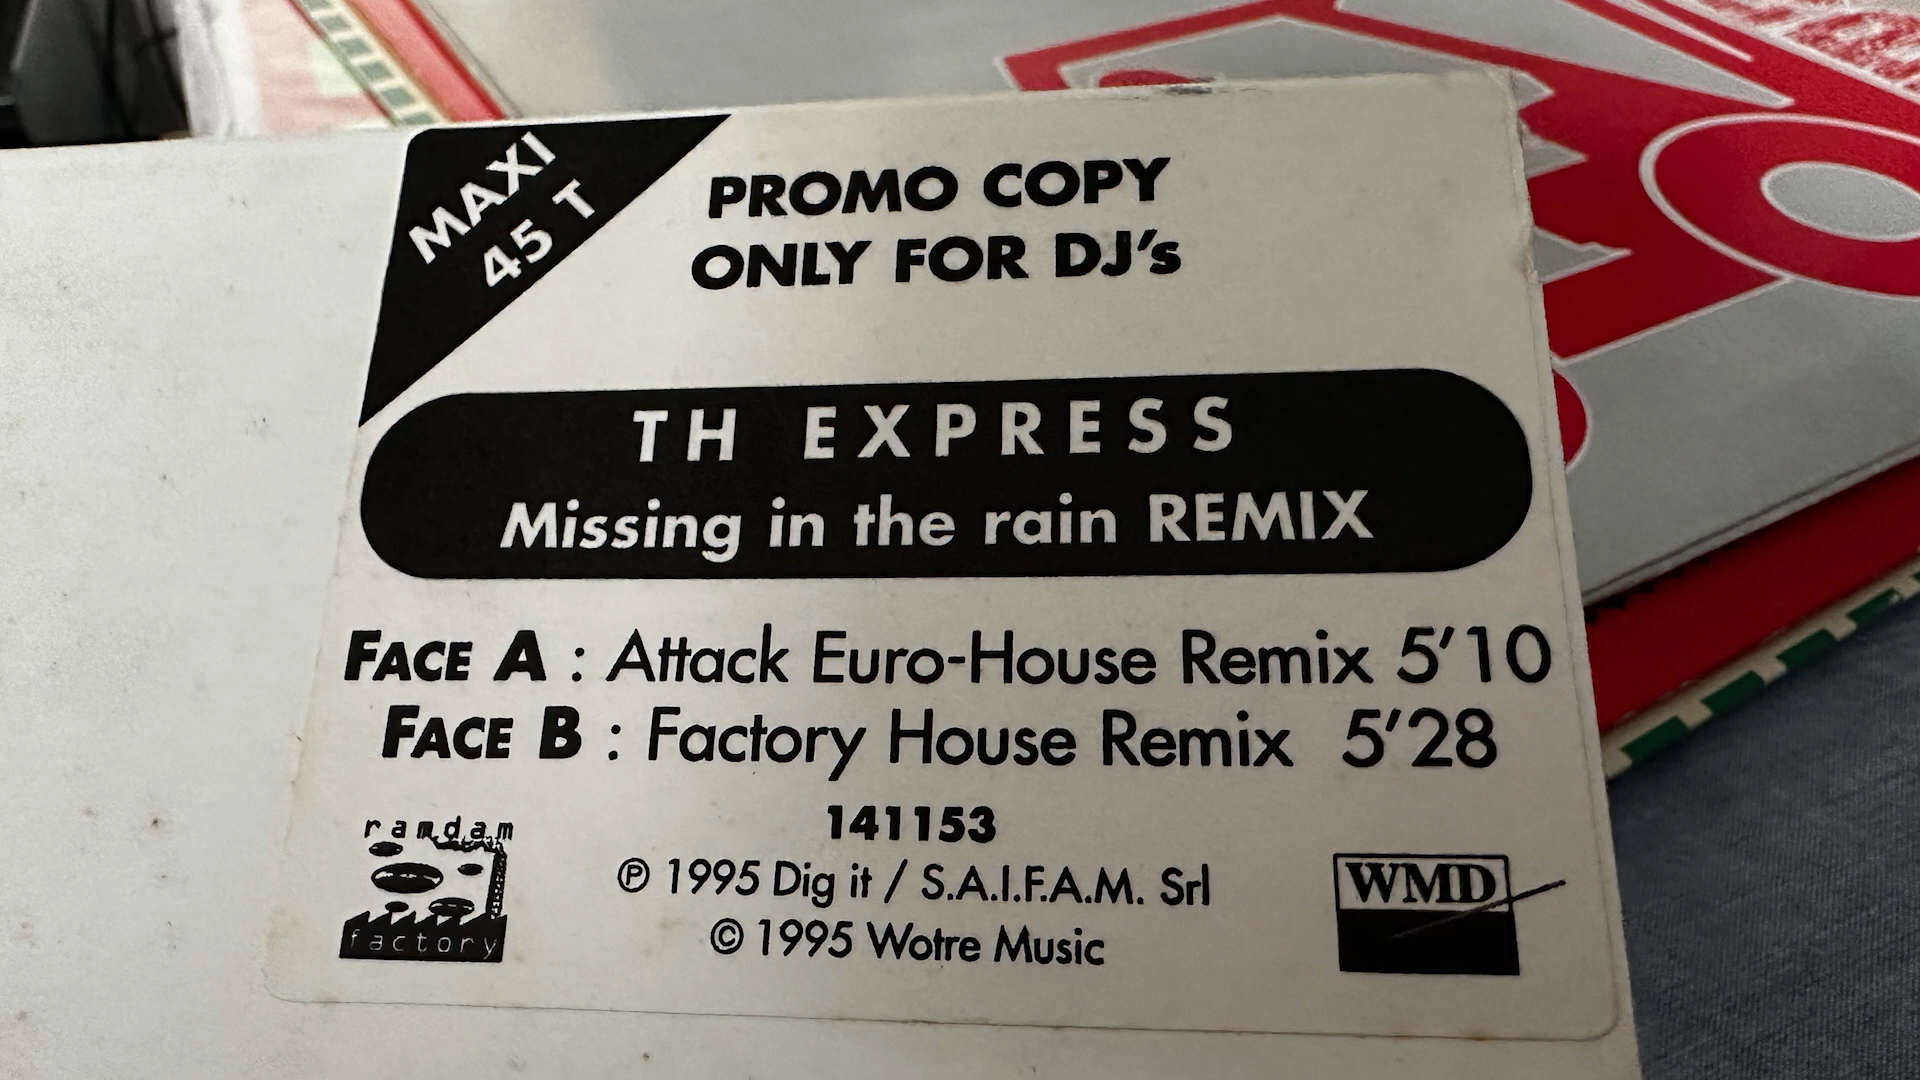 MAXI
45 T
PROMO COPY
ONLY FOR DJ's
TH EXPRESS
Missing in the rain REMIX
FACE A : Attack Euro-House Remix 5'10
FACE B : Factory House Remix 5'28
141153
℗ 1995 Dig it / S.A.I.F.A.M. Srl
© 1995 Wotre Music
ramdam
factory
WMD